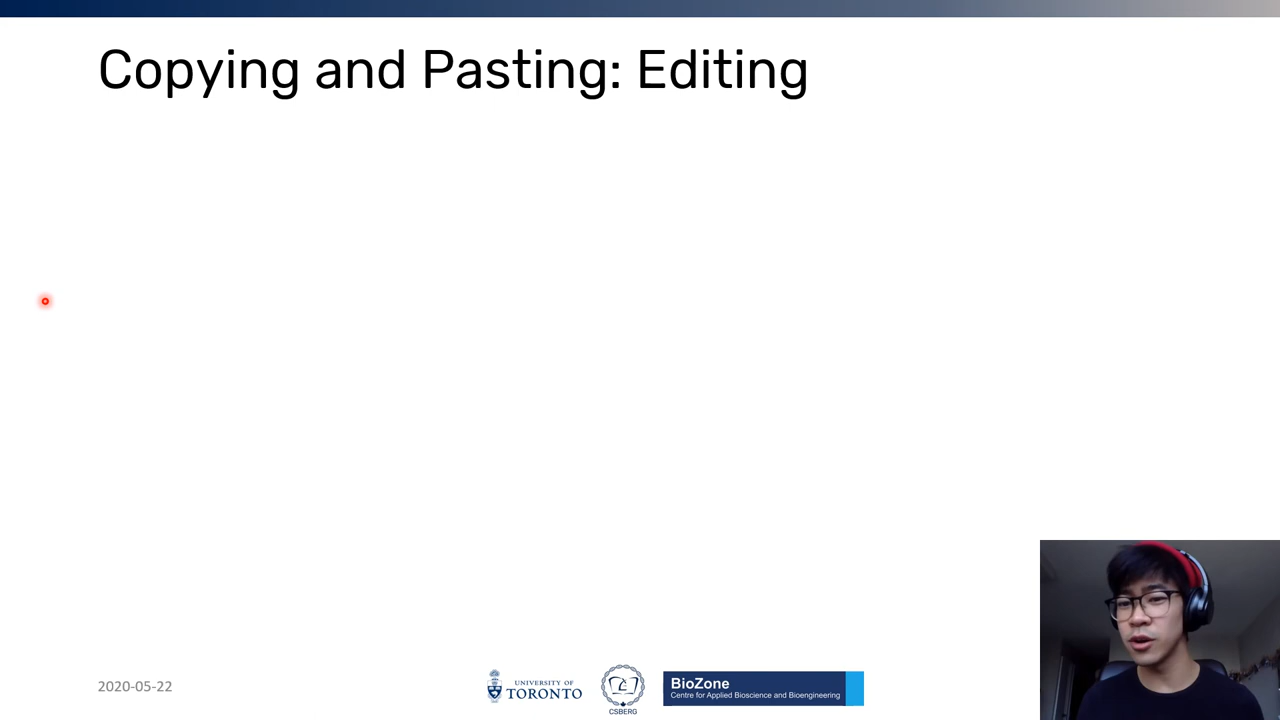 Copying and Pasting: Editing
2020-05-22
UNIVERSITY OF
TORONTO
CSBERG
BioZone
Centre for Applied Bioscience and Bioengineering